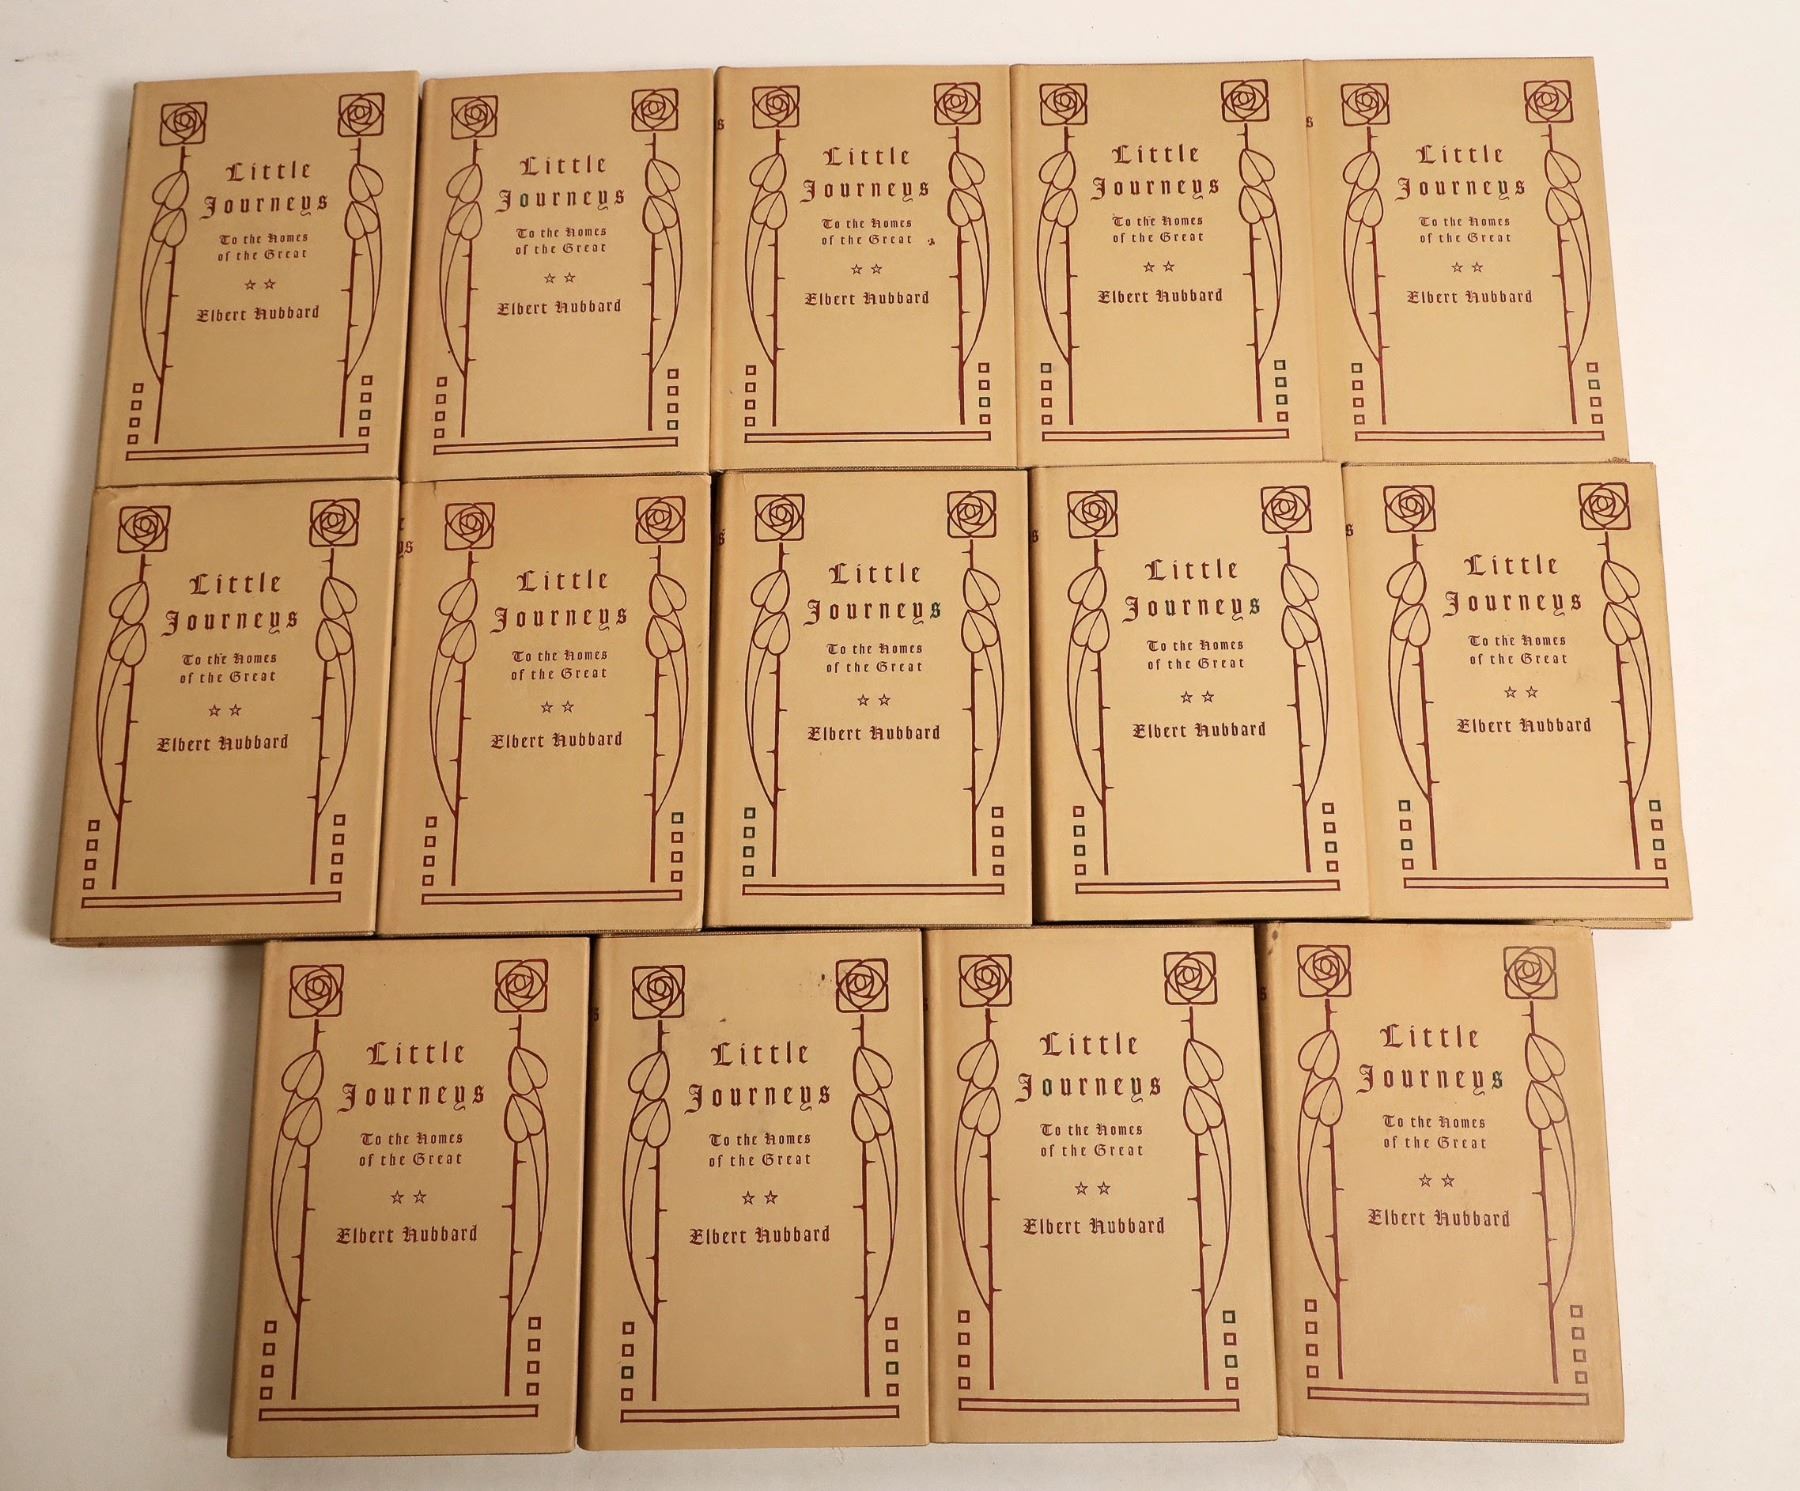 Little
Journeys
To the Homes
of the Great
Elbert Hubbard
Little
Journeys
To the Homes
of the Great
Elbert Hubbard
s
Little
Journeys
To the Homes
of the Great
Elbert Hubbard
Little
Journeys
To the Homes
of the Great
Elbert Hubbard
s
Little
Journeys
To the Homes
of the Great
Elbert Hubbard
Little
Journeys
To the Homes
of the Great
Elbert Hubbard
ys
Little
Journeys
To the Homes
of the Great
Elbert Hubbard
s
Little
Journeys
To the Homes
of the Great
Elbert Hubbard
s
Little
Journeys
To the Homes
of the Great
Elbert Hubbard
s
Little
Journeys
To the Homes
of the Great
Elbert Hubbard
Little
Journeys
To the Homes
of the Great
Elbert Hubbard
s
Little
Journeys
To the Homes
of the Great
Elbert Hubbard
Little
Journeys
To the Homes
of the Great
Elbert Hubbard
s
Little
Journeys
To the Homes
of the Great
Elbert Hubbard